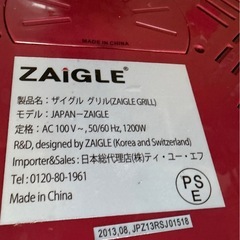 MADE IN CHINA
ZAiGLE®
製品名：ザイグル グリル(ZAIGLE GRILL)
モデル：JAPAN-ZAIGLE
定格：AC 100 V~, 50/60 Hz, 1200W
R&D, designed by ZAIGLE (Korea and Switzerland)
Importer&Sales : 日本総代理店(株)ティ・ユー・エフ
Tel : 0120-80-1961
Made in China
PS
E
2013,08, JPZ13RSJ01518